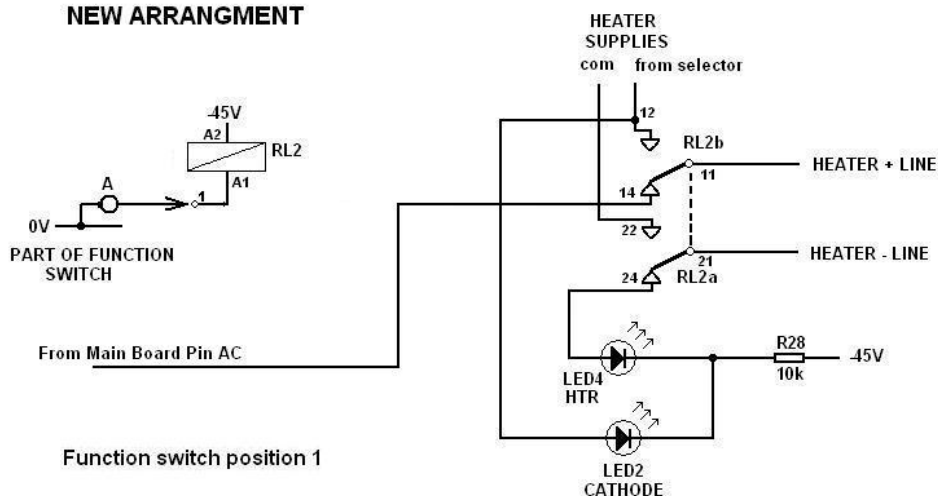 NEW ARRANGMENT
HEATER
SUPPLIES
com from selector
-45V
A2
RL2
A1
A
1
0V
PART OF FUNCTION
SWITCH
12
RL2b
11
HEATER + LINE
14
22
21
HEATER - LINE
24
RL2a
From Main Board Pin AC
R28
10k
-45V
LED4
HTR
Function switch position 1
LED2
CATHODE